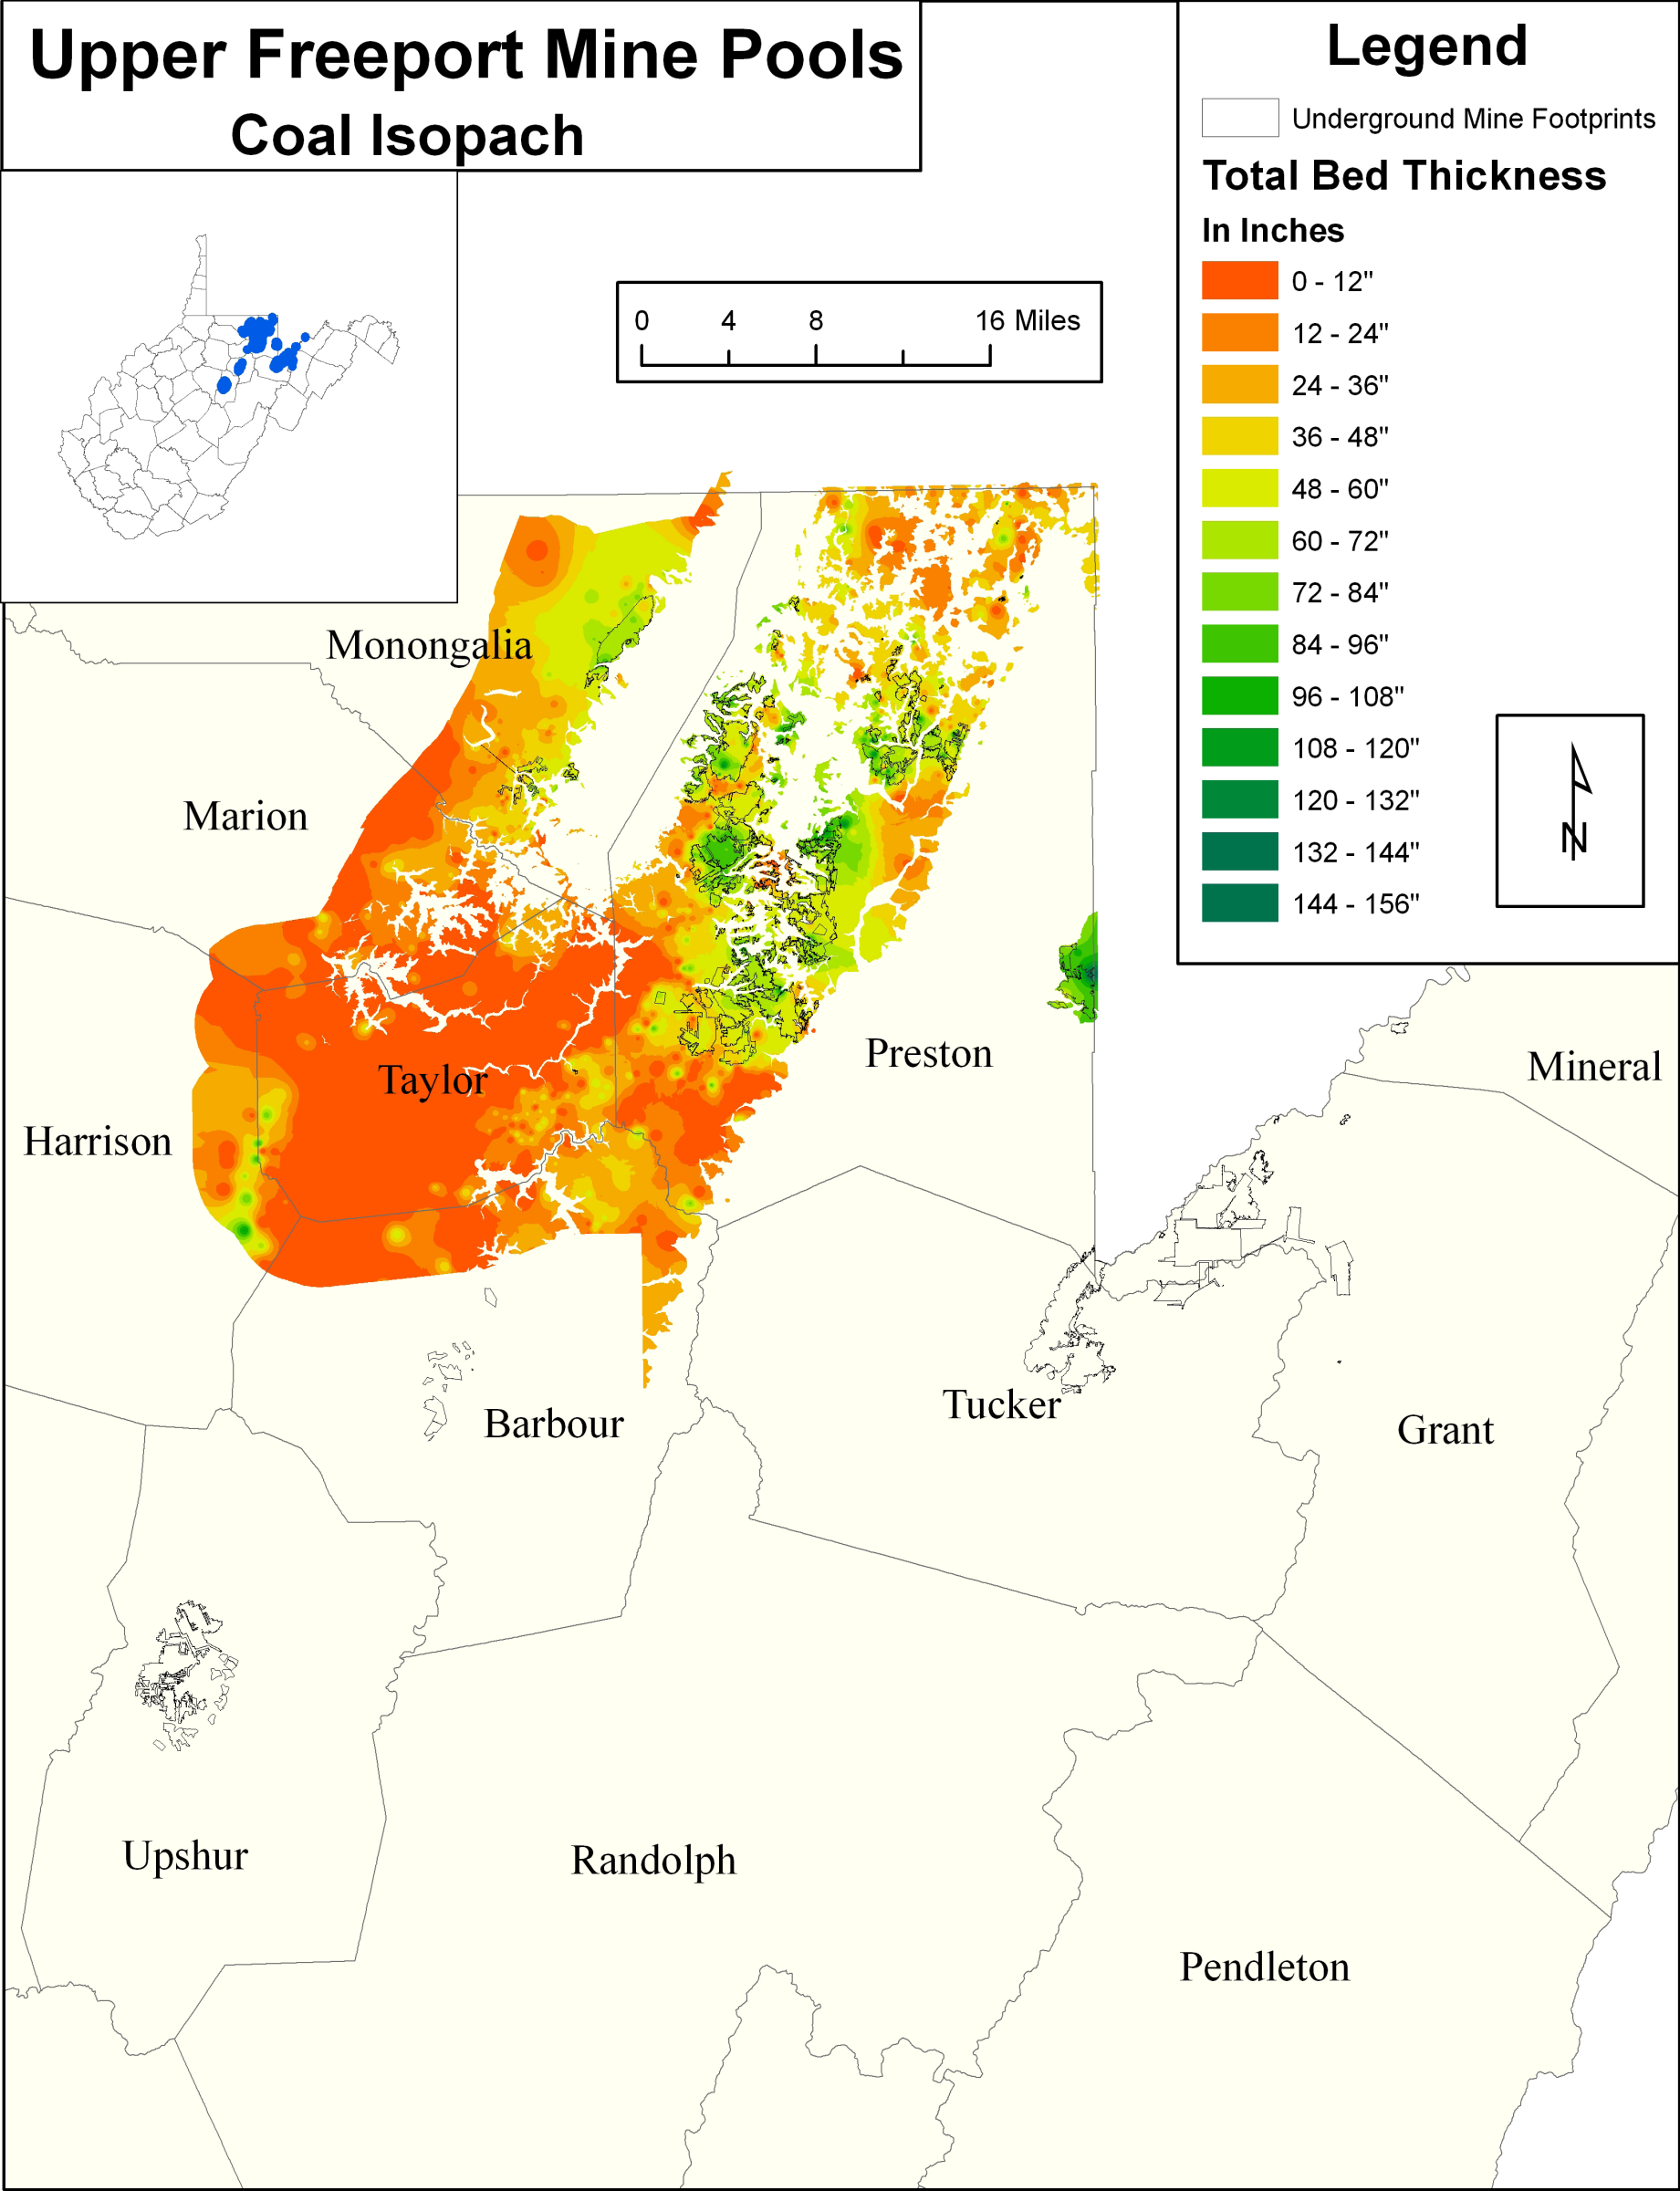 Upper Freeport Mine Pools
Coal Isopach
Legend
Underground Mine Footprints
Total Bed Thickness
In Inches
0 - 12"
12 - 24"
24 - 36"
36 - 48"
48 - 60"
60 - 72"
72 - 84"
84 - 96"
96 - 108"
108 - 120"
120 - 132"
132 - 144"
144 - 156"
0 4 8 16 Miles
N
Monongalia
Marion
Preston
Mineral
Taylor
Harrison
Tucker
Barbour
Grant
Upshur
Randolph
Pendleton